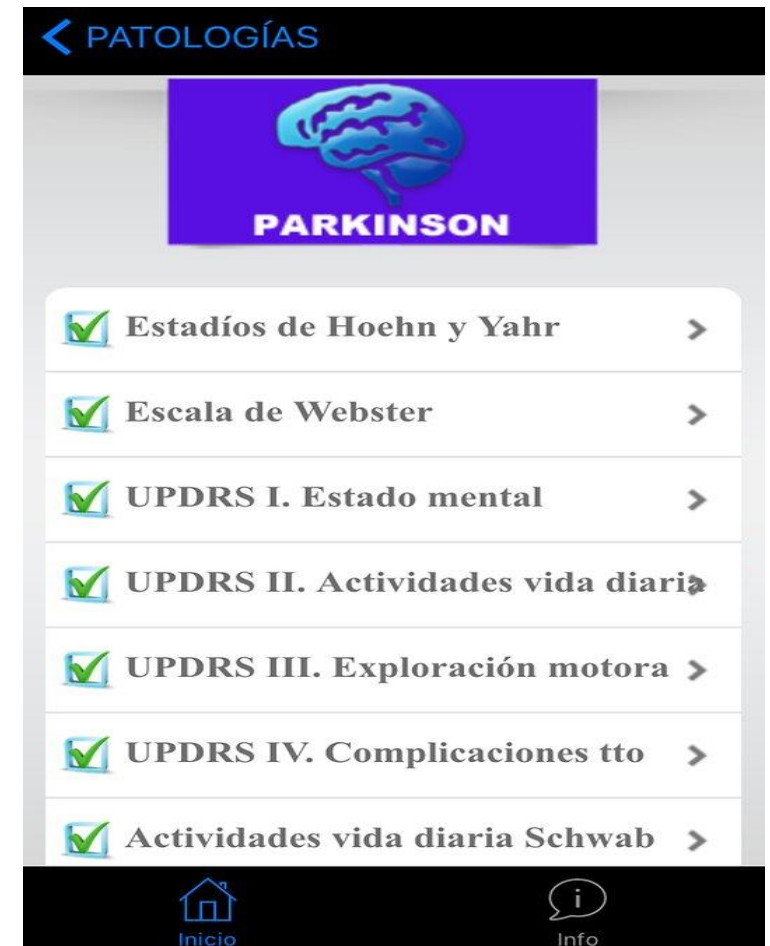 PATOLOGÍAS
PARKINSON
Estadíos de Hoehn y Yahr
Escala de Webster
UPDRS I. Estado mental
UPDRS II. Actividades vida diaria
UPDRS III. Exploración motora
UPDRS IV. Complicaciones tto
Actividades vida diaria Schwab
Inicio
Info